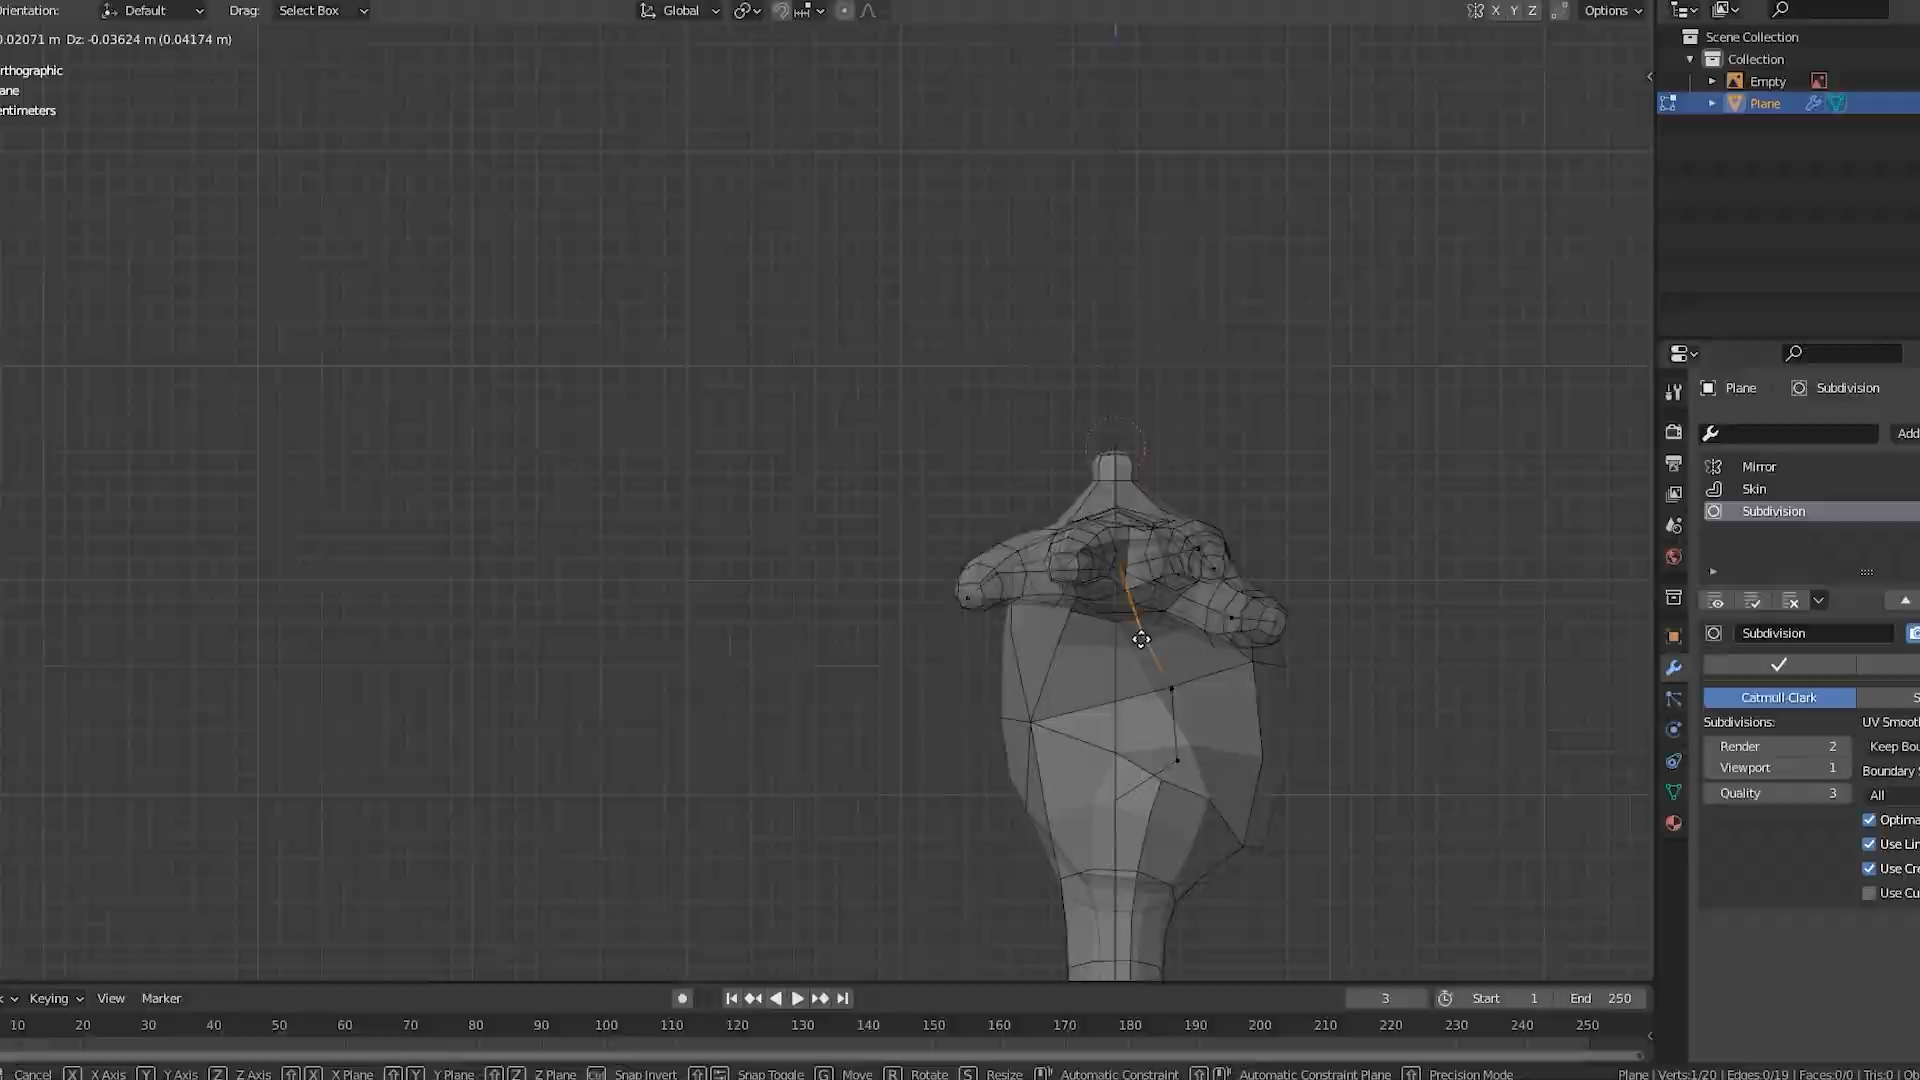 Orientation: Default Drag: Select Box Global X Y Z Options
0.02071 m Dz: -0.03624 m (0.04174 m)
rthographic
ane
entimeters
Scene Collection
Collection
Empty
Plane
Plane Subdivision
Add
Mirror
Skin
Subdivision
Subdivision
Catmull-Clark S
Subdivisions: UV Smoot
Render 2 Keep Bou
Viewport 1 Boundary S
Quality 3 All
Optima
Use Lim
Use Cre
Use Cu
Keying View Marker 3 Start 1 End 250
10 20 30 40 50 60 70 80 90 100 110 120 130 140 150 160 170 180 190 200 210 220 230 240 250
Cancel X X Axis Y Y Axis Z Z Axis X X Plane Y Y Plane Z Z Plane Snap Invert Snap Toggle G Move R Rotate S Resize Automatic Constraint Automatic Constraint Plane Precision Mode Plane | Verts:1/20 | Edges:0/19 | Faces:0/0 | Tris:0 | Ob